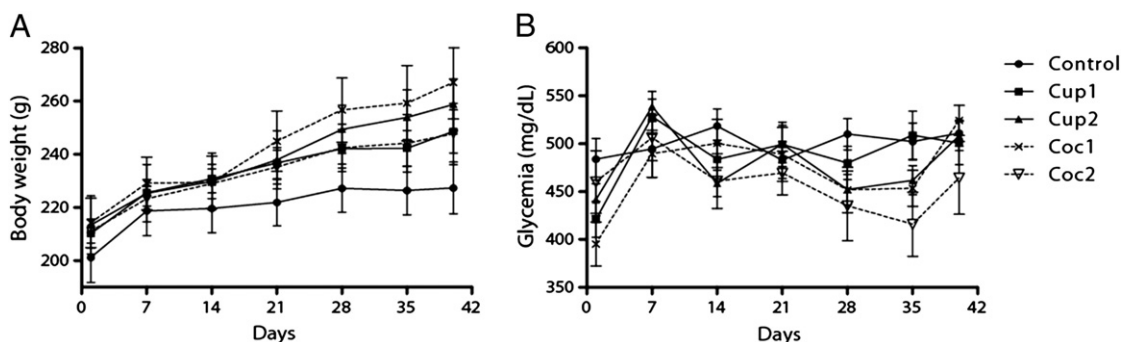 A
280
260
240
220
200
Body weight (g)
0 7 14 21 28 35 42
Days
B
550
500
450
400
350
Glycemia (mg/dL)
0 7 14 21 28 35 42
Days
600
Control
Cup1
Cup2
Coc1
Coc2